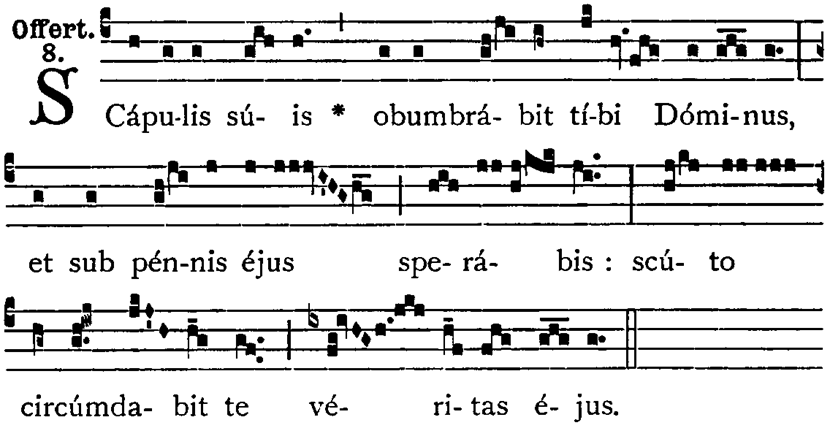 Offert.
8.
SCápu-lis sú- is * obumbrá- bit tí-bi Dómi-nus,
et sub pén-nis éjus spe- rá- bis : scú- to
circúmda- bit te vé- ri- tas é- jus.